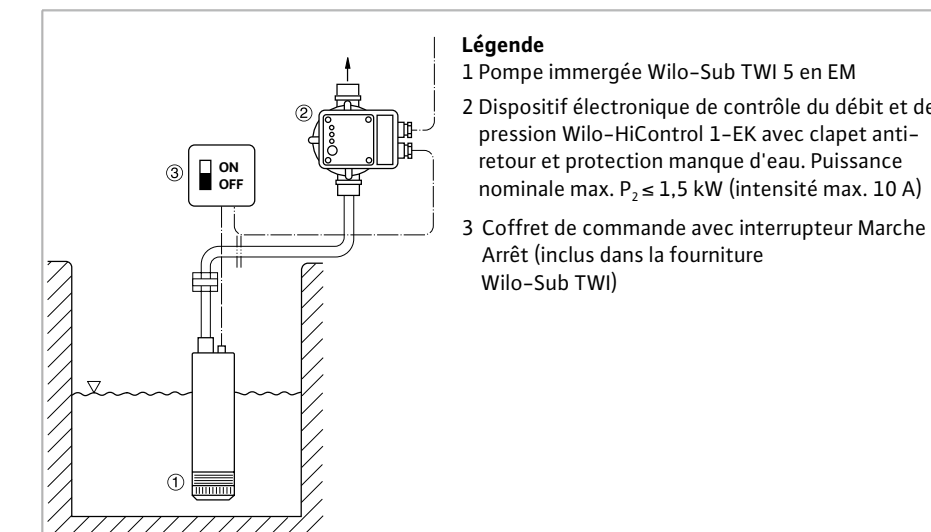 Légende
1 Pompe immergée Wilo-Sub TWI 5 en EM
2 Dispositif électronique de contrôle du débit et de
pression Wilo-HiControl 1-EK avec clapet anti-
retour et protection manque d'eau. Puissance
nominale max. P₂ ≤ 1,5 kW (intensité max. 10 A)
3 Coffret de commande avec interrupteur Marche
Arrêt (inclus dans la fourniture
Wilo-Sub TWI)
②
③
ON
OFF
①